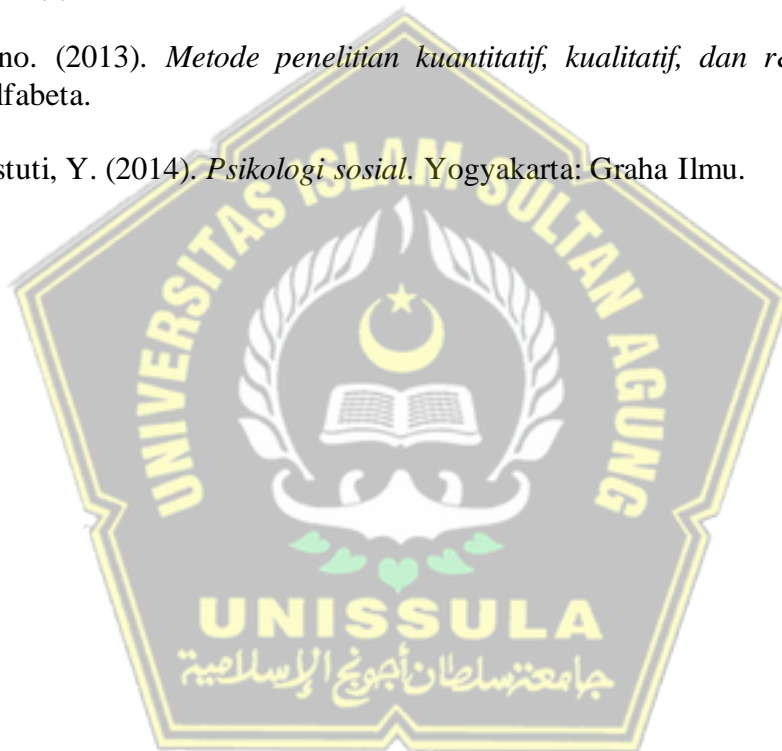 no. (2013). Metode penelitian kuantitatif, kualitatif, dan r
lfabeta.
stuti, Y. (2014). Psikologi sosial. Yogyakarta: Graha Ilmu.
UNIVERSITAS ISLAM SULTAN AGUNG
UNISSULA
جامعة سلطان أجونج الإسلامية